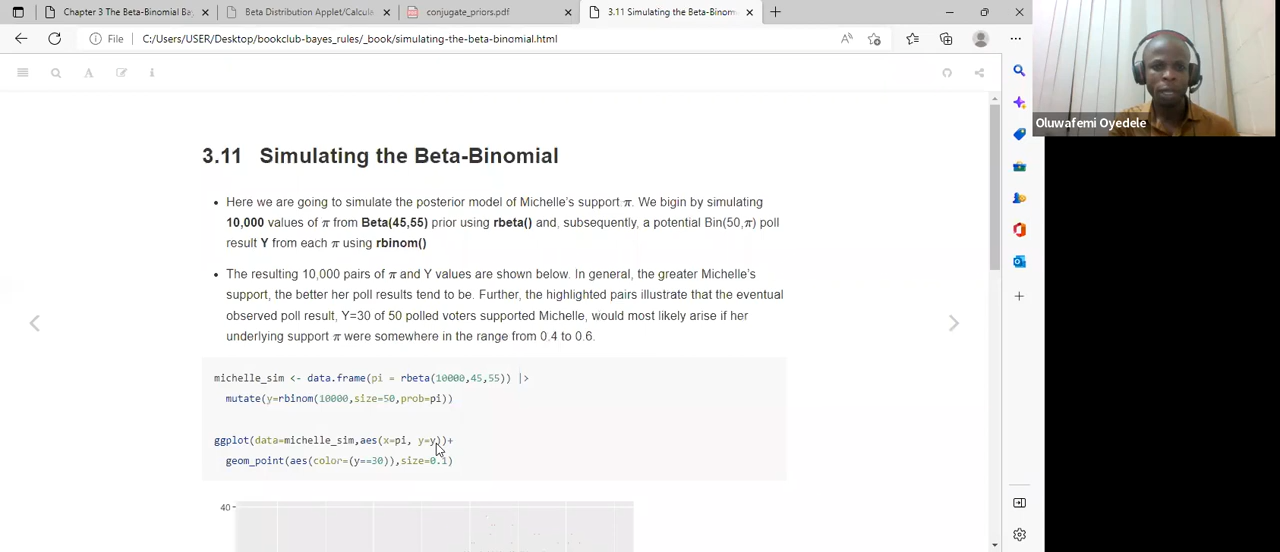 Chapter 3 The Beta-Binomial Bay
Beta Distribution Applet/Calcula
conjugate_priors.pdf
3.11 Simulating the Beta-Binom
File
C:/Users/USER/Desktop/bookclub-bayes_rules/_book/simulating-the-beta-binomial.html
3.11 Simulating the Beta-Binomial
• Here we are going to simulate the posterior model of Michelle's support π. We bigin by simulating
10,000 values of π from Beta(45,55) prior using rbeta() and, subsequently, a potential Bin(50,π) poll
result Y from each π using rbinom()
• The resulting 10,000 pairs of π and Y values are shown below. In general, the greater Michelle's
support, the better her poll results tend to be. Further, the highlighted pairs illustrate that the eventual
observed poll result, Y=30 of 50 polled voters supported Michelle, would most likely arise if her
underlying support π were somewhere in the range from 0.4 to 0.6.
michelle_sim <- data.frame(pi = rbeta(10000,45,55)) |>
mutate(y=rbinom(10000,size=50,prob=pi))
ggplot(data=michelle_sim,aes(x=pi, y=y))+
geom_point(aes(color=(y==30)),size=0.1)
40
Oluwafemi Oyedele